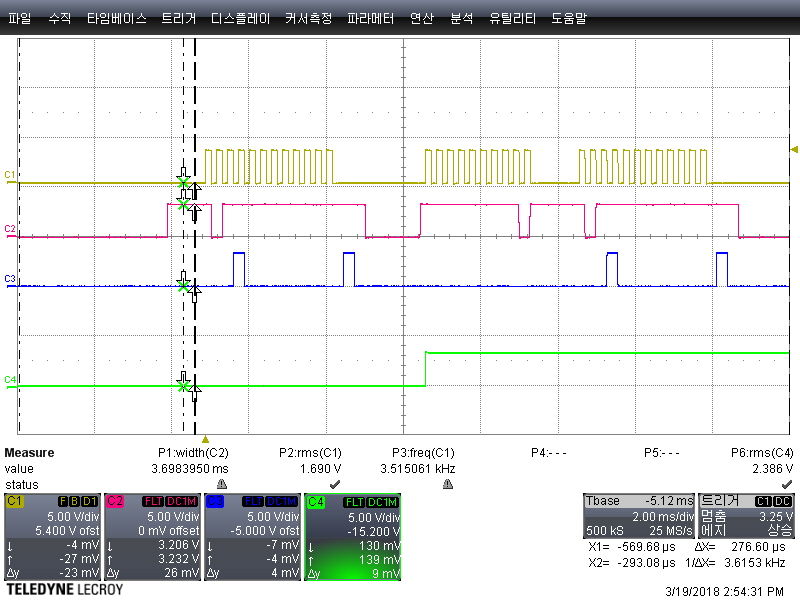 파일 수직 타임베이스 트리거 디스플레이 커서측정 파라메터 연산 분석 유틸리티 도움말
C1
C2
C3
C4
Measure P1:width(C2) P2:rms(C1) P3:freq(C1) P4:- - - P5:- - - P6:rms(C4)
value 3.6983950 ms 1.690 V 3.515061 kHz 2.386 V
status
C1 F B D1
5.00 V/div
5.400 V ofst
↓ -4 mV
↑ -27 mV
Δy -23 mV
C2 FLT DC1M
5.00 V/div
0 mV offset
↓ 3.206 V
↑ 3.232 V
Δy 26 mV
C3 FLT DC1M
5.00 V/div
-5.000 V ofst
↓ -7 mV
↑ -4 mV
Δy 4 mV
C4 FLT DC1M
5.00 V/div
-15.200 V
↓ 130 mV
↑ 139 mV
Δy 9 mV
Tbase -5.12 ms
2.00 ms/div
500 kS 25 MS/s
트리거 C1 DC
멈춤 3.25 V
에지 상승
X1= -569.68 µs ΔX= 276.60 µs
X2= -293.08 µs 1/ΔX= 3.6153 kHz
TELEDYNE LECROY
3/19/2018 2:54:31 PM